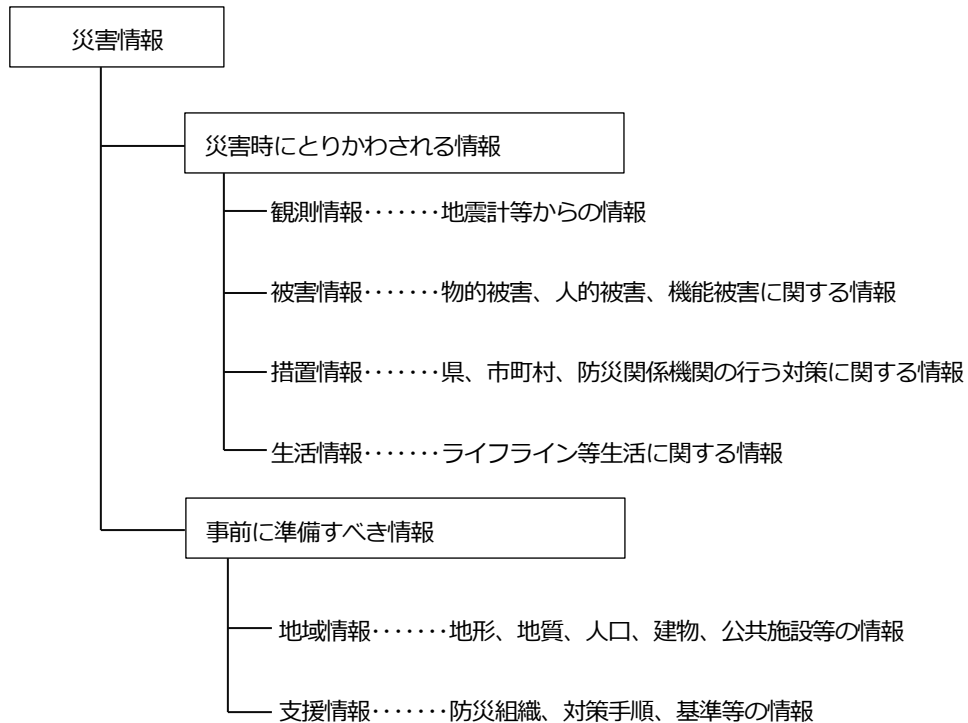 災害情報
災害時にとりかわされる情報
観測情報・・・・・・・地震計等からの情報
被害情報・・・・・・・物的被害、人的被害、機能被害に関する情報
措置情報・・・・・・・県、市町村、防災関係機関の行う対策に関する情報
生活情報・・・・・・・ライフライン等生活に関する情報
事前に準備すべき情報
地域情報・・・・・・・地形、地質、人口、建物、公共施設等の情報
支援情報・・・・・・・防災組織、対策手順、基準等の情報